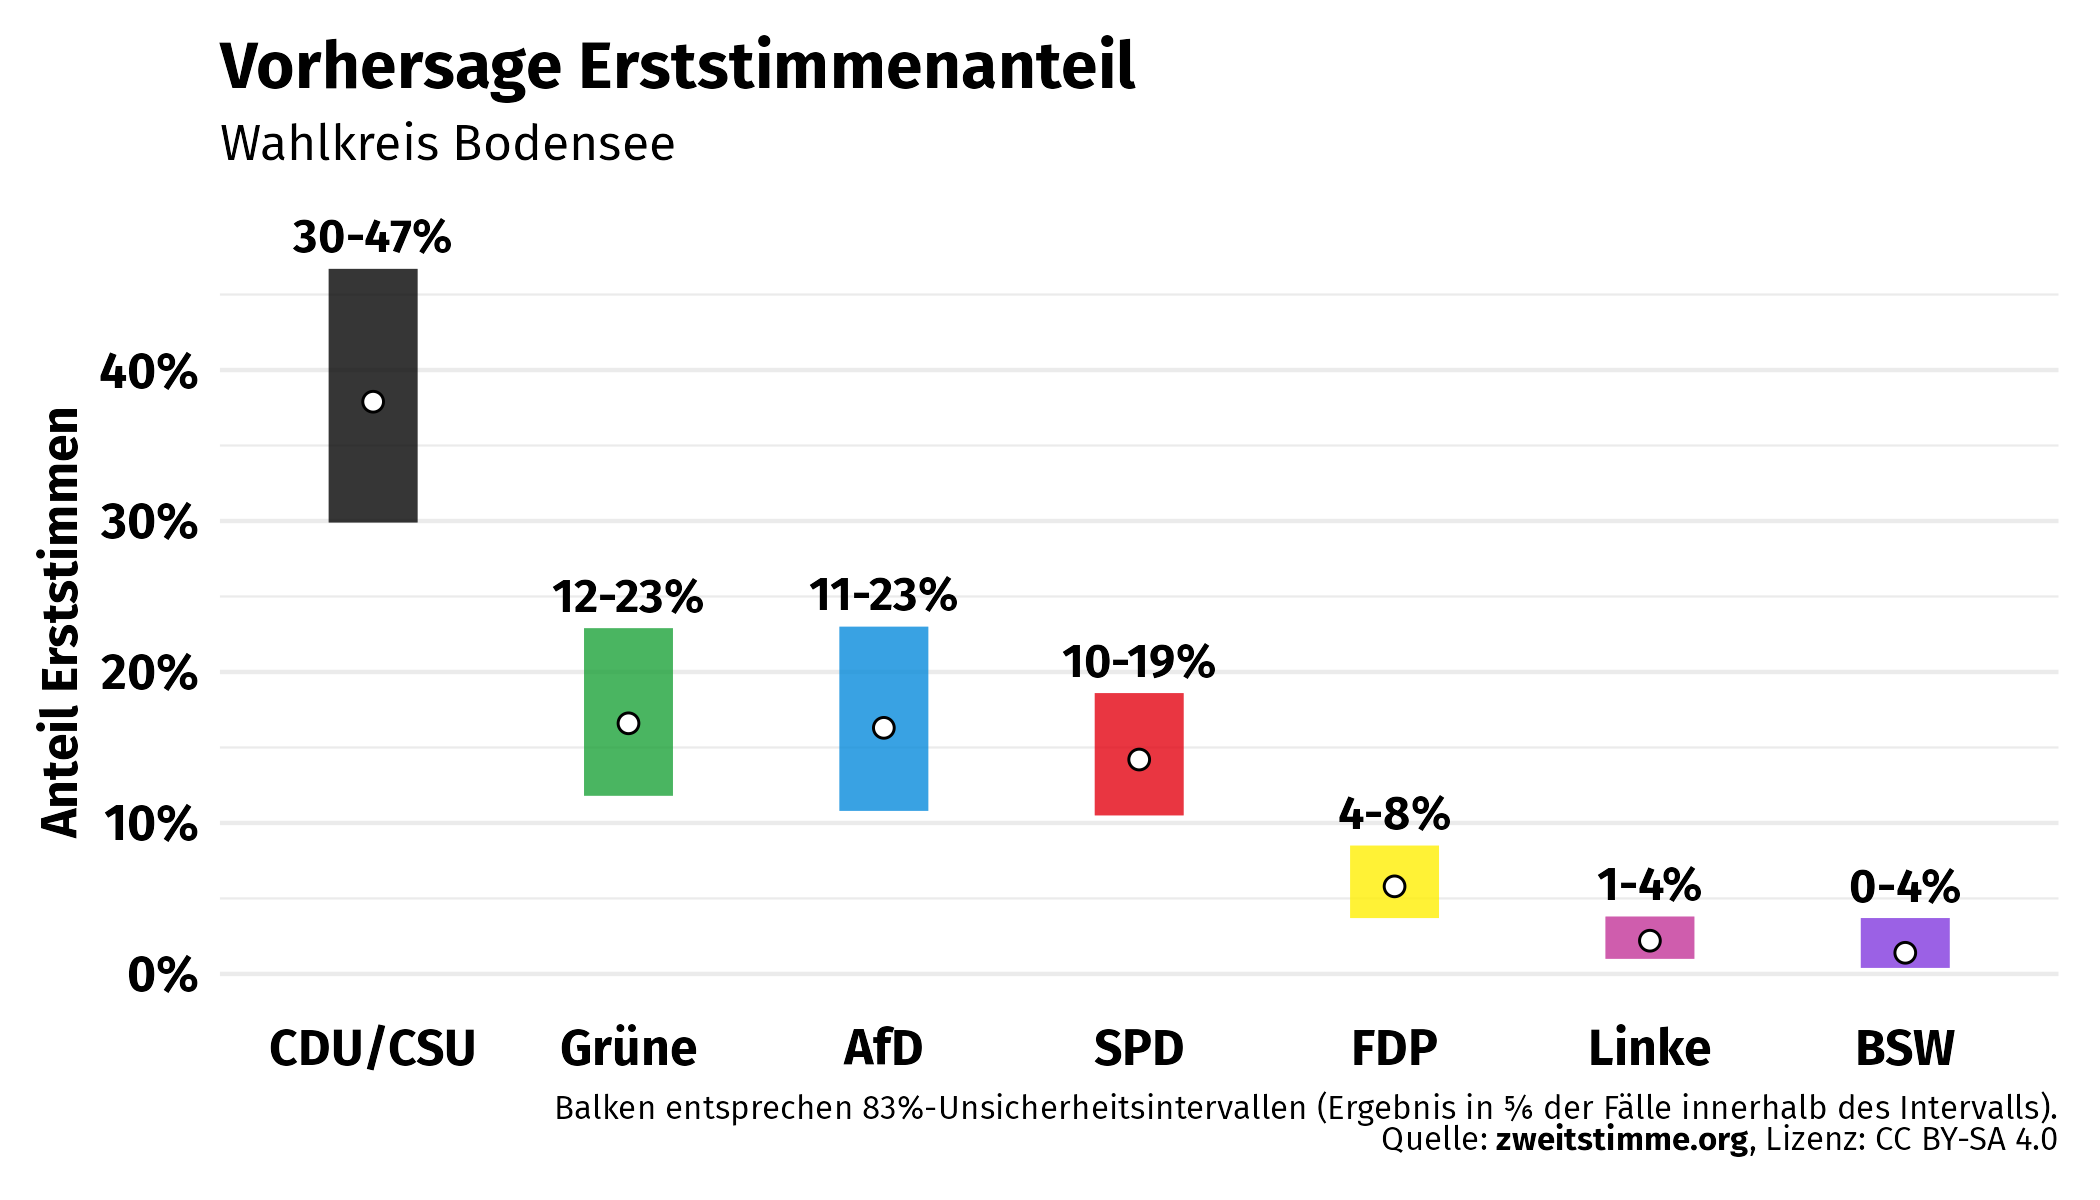 Vorhersage Erststimmenanteil
Wahlkreis Bodensee
Anteil Erststimmen
40%
30%
20%
10%
0%
30-47%
12-23%
11-23%
10-19%
4-8%
1-4%
0-4%
CDU/CSU Grüne AfD SPD FDP Linke BSW
Balken entsprechen 83%-Unsicherheitsintervallen (Ergebnis in ⅚ der Fälle innerhalb des Intervalls).
Quelle: zweitstimme.org, Lizenz: CC BY-SA 4.0